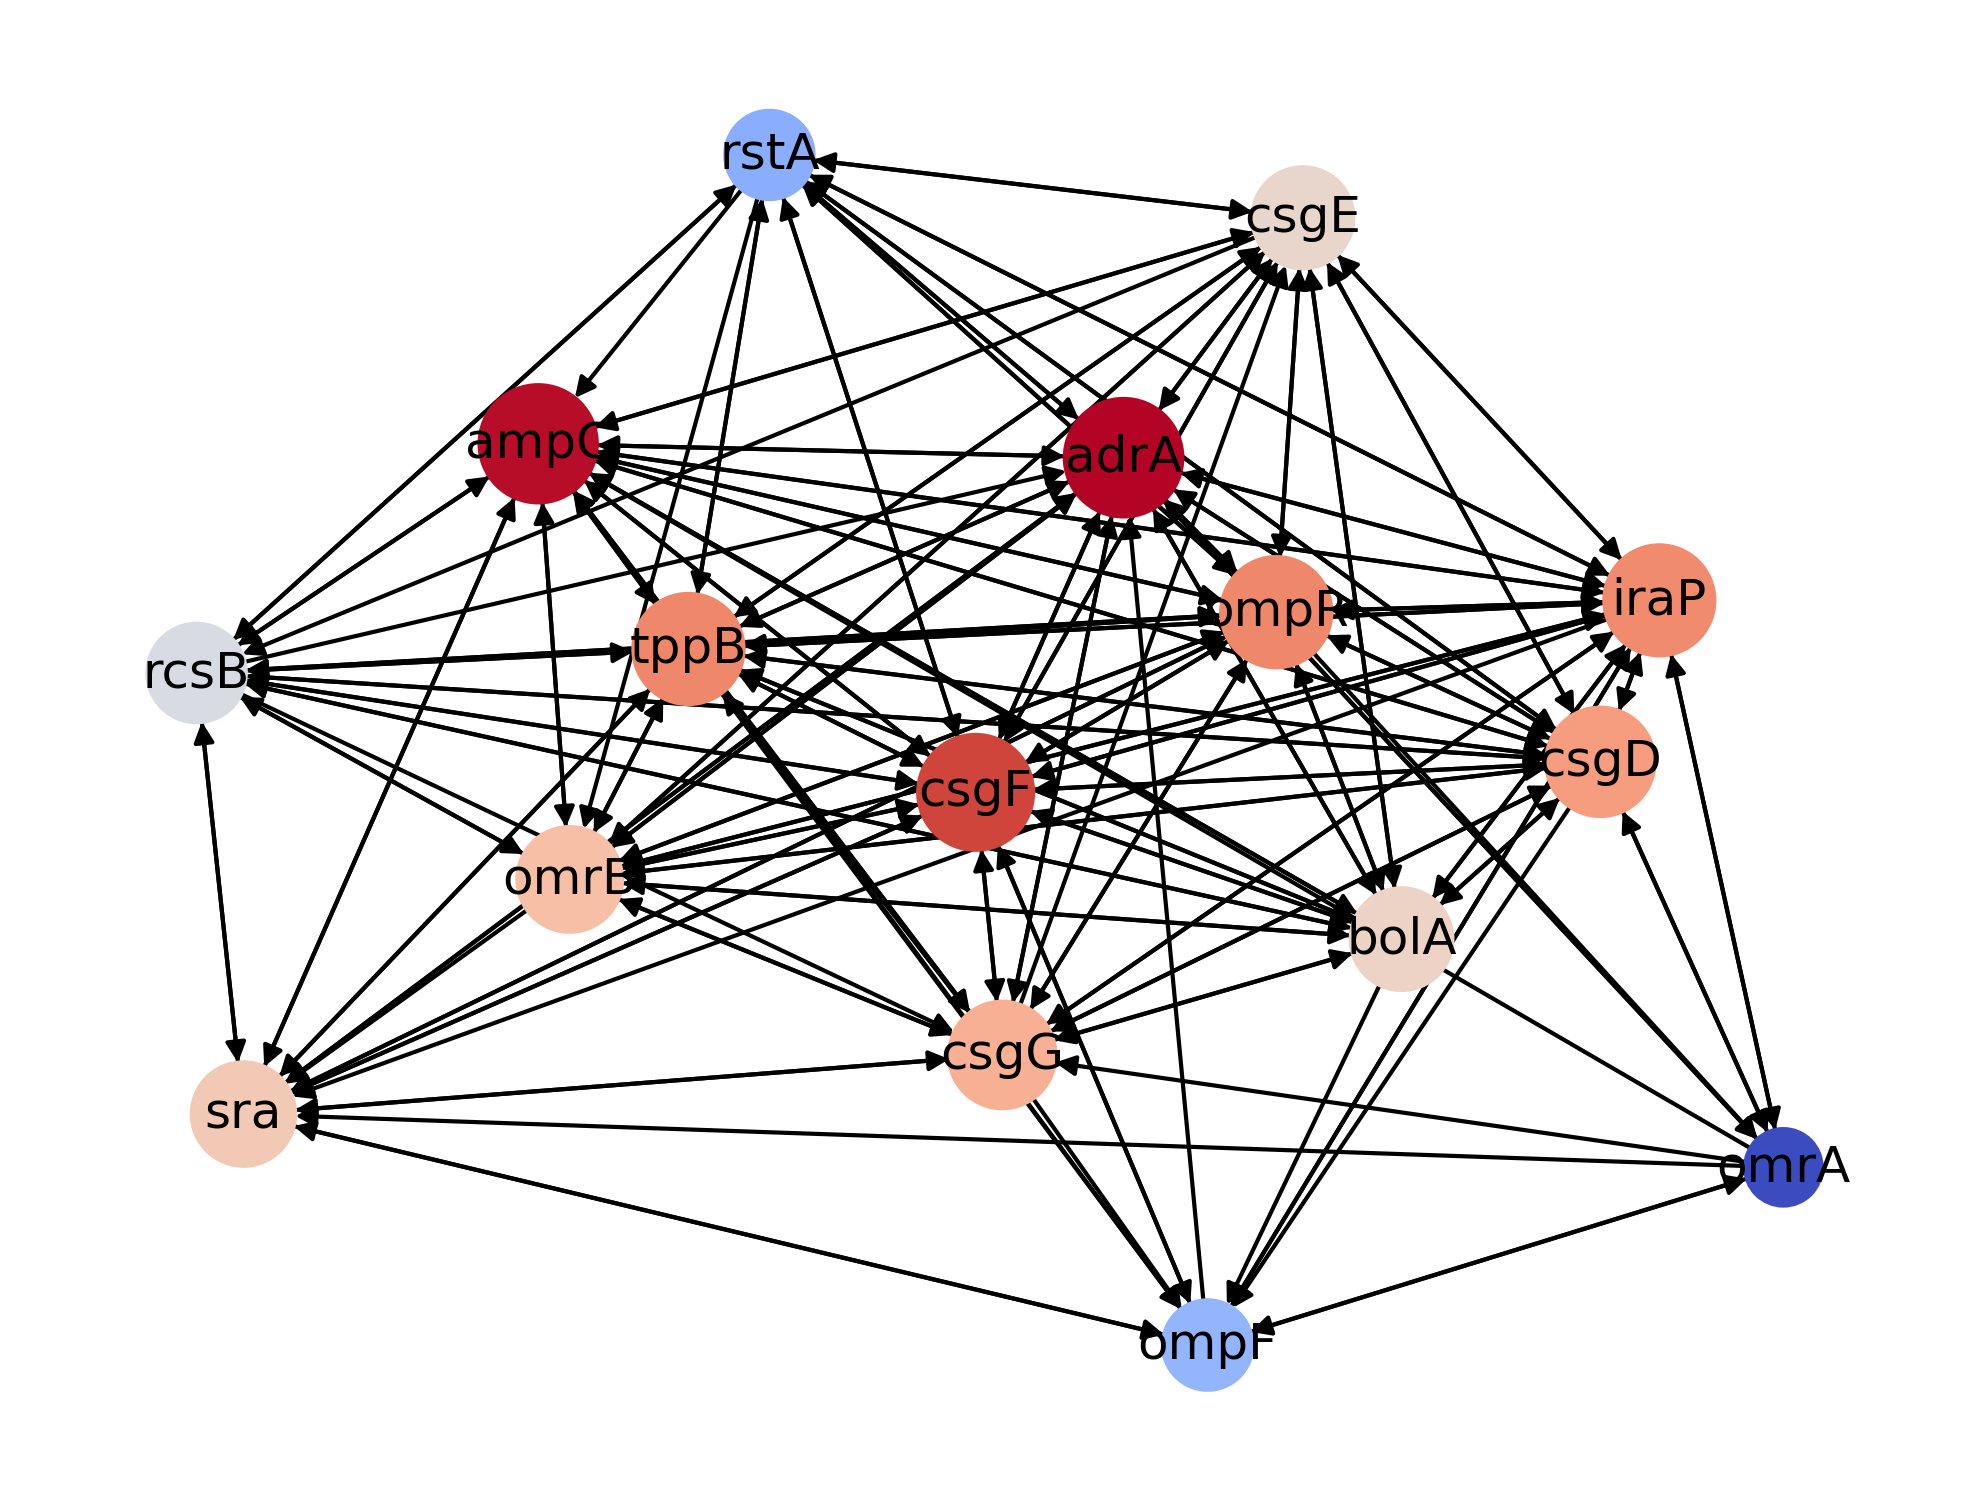 rstA
csgE
ampC
adrA
ompR
iraP
tppB
rcsB
csgD
csgF
omrB
bolA
csgG
sra
omrA
ompF